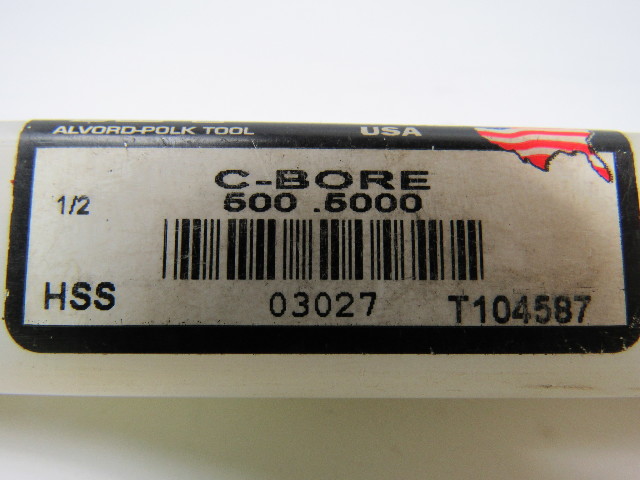 ALVORD-POLK TOOL USA
C-BORE
1/2 500 .5000
HSS 03027 T104587